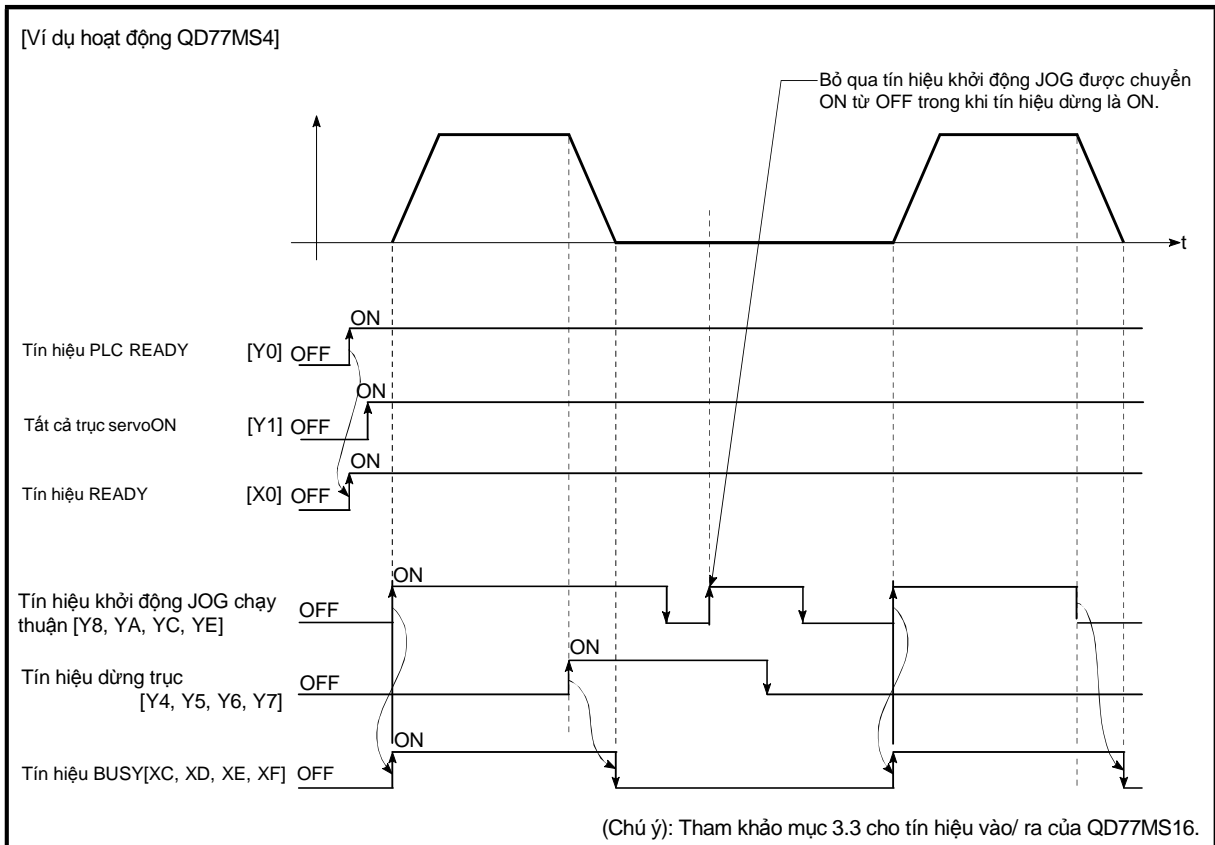 [Ví dụ hoạt động QD77MS4]
Bỏ qua tín hiệu khởi động JOG được chuyển
ON từ OFF trong khi tín hiệu dừng là ON.
t
ON
Tín hiệu PLC READY [Y0] OFF
ON
Tất cả trục servoON [Y1] OFF
ON
Tín hiệu READY [X0] OFF
ON
Tín hiệu khởi động JOG chạy
thuận [Y8, YA, YC, YE]
OFF
ON
Tín hiệu dừng trục
[Y4, Y5, Y6, Y7]
OFF
ON
Tín hiệu BUSY[XC, XD, XE, XF] OFF
(Chú ý): Tham khảo mục 3.3 cho tín hiệu vào/ ra của QD77MS16.